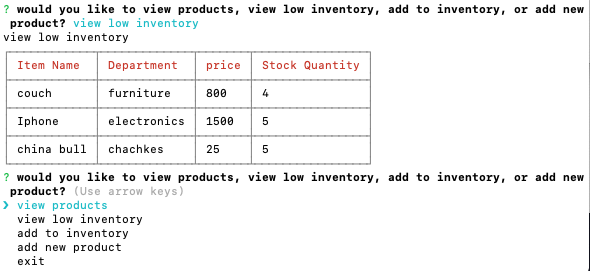 ? would you like to view products, view low inventory, add to inventory, or add new
product? view low inventory
view low inventory
Item Name Department price Stock Quantity
couch furniture 800 4
Iphone electronics 1500 5
china bull chachkes 25 5
? would you like to view products, view low inventory, add to inventory, or add new
product? (Use arrow keys)
❯ view products
view low inventory
add to inventory
add new product
exit